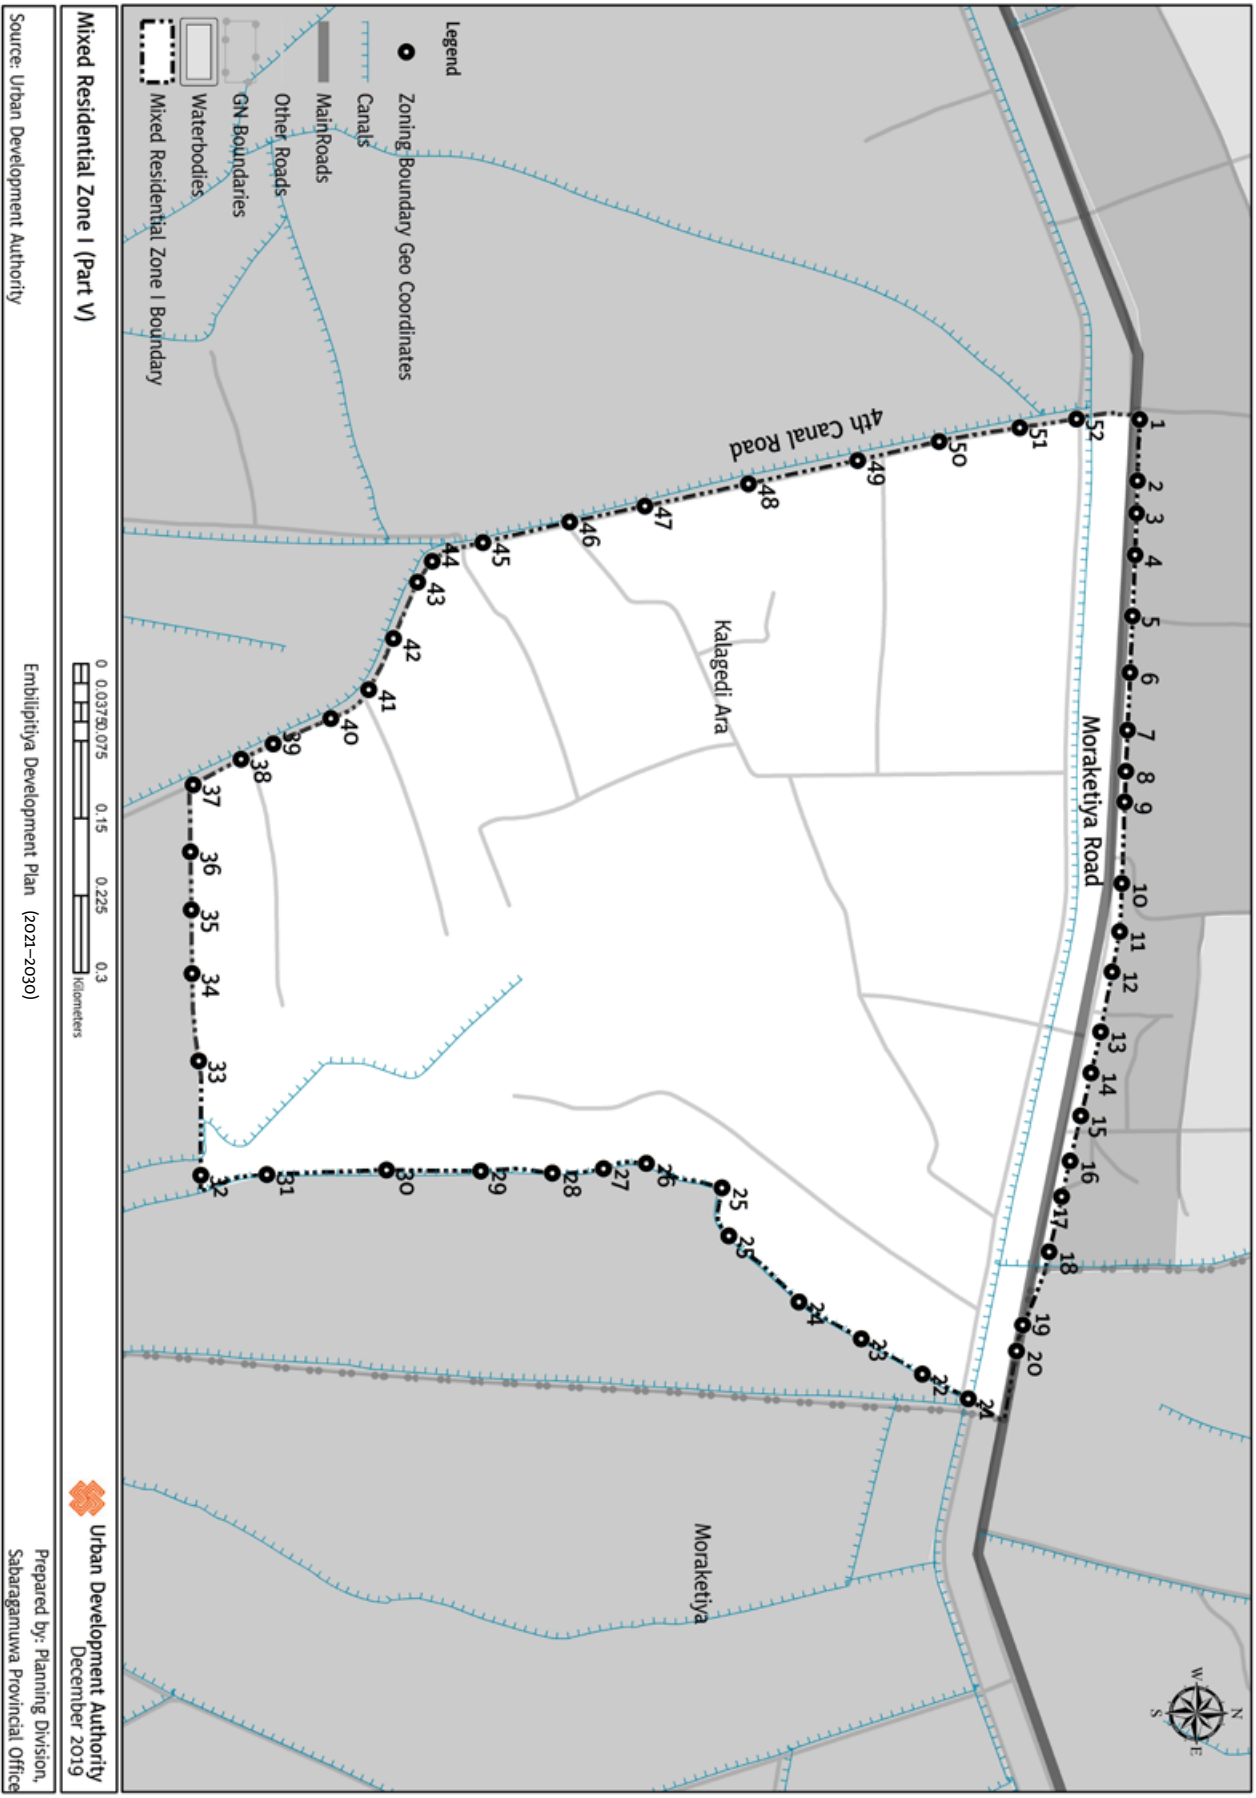 Legend
Zoning Boundary Geo Coordinates
Canals
MainRoads
Other Roads
GN Boundaries
Waterbodies
Mixed Residential Zone I Boundary
1
2
3
4
5
6
7
8
9
10
11
12
13
14
15
16
17
18
19
20
21
22
23
24
25
25
26
27
28
29
30
31
32
33
34
35
36
37
38
39
40
41
42
43
44
45
46
47
48
49
50
51
52
4th Canal Road
Kalagedi Ara
Moraketiya Road
Moraketiya
N
W
E
S
Mixed Residential Zone I (Part V)
0 0.03750.075 0.15 0.225 0.3
Kilometers
Urban Development Authority
December 2019
Source: Urban Development Authority
Embilipitiya Development Plan (2021–2030)
Prepared by: Planning Division,
Sabaragamuwa Provincial Office